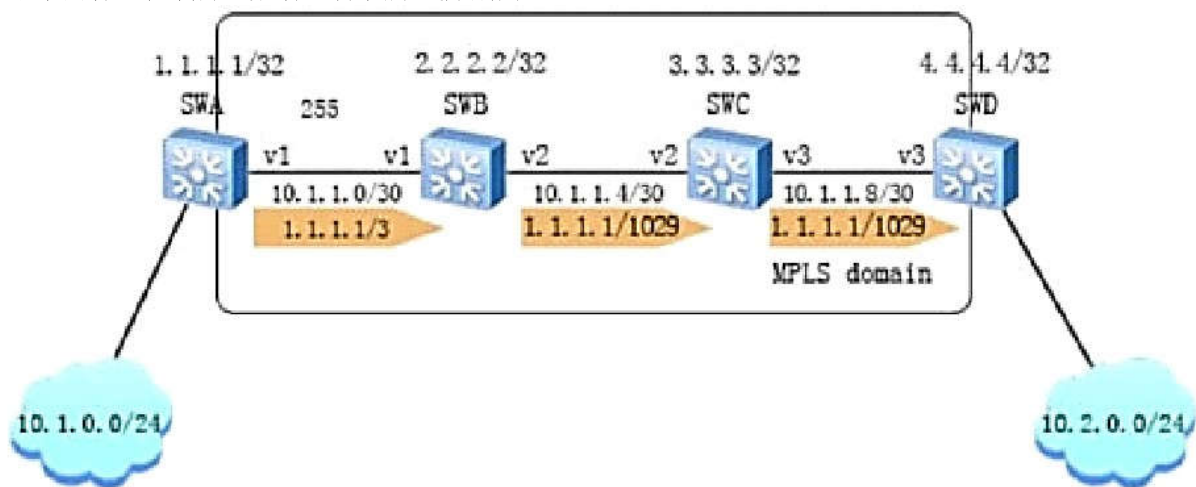 1.1.1.1/32 2.2.2.2/32 3.3.3.3/32 4.4.4.4/32
SWA 255 SWB SWC SWD
v1 v1 v2 v2 v3 v3
10.1.1.0/30 10.1.1.4/30 10.1.1.8/30
1.1.1.1/3 1.1.1.1/1029 1.1.1.1/1029
MPLS domain
10.1.0.0/24 10.2.0.0/24